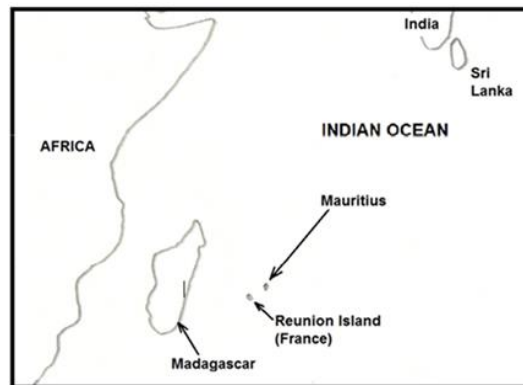 India
Sri
Lanka
INDIAN OCEAN
AFRICA
Mauritius
Reunion Island
(France)
Madagascar